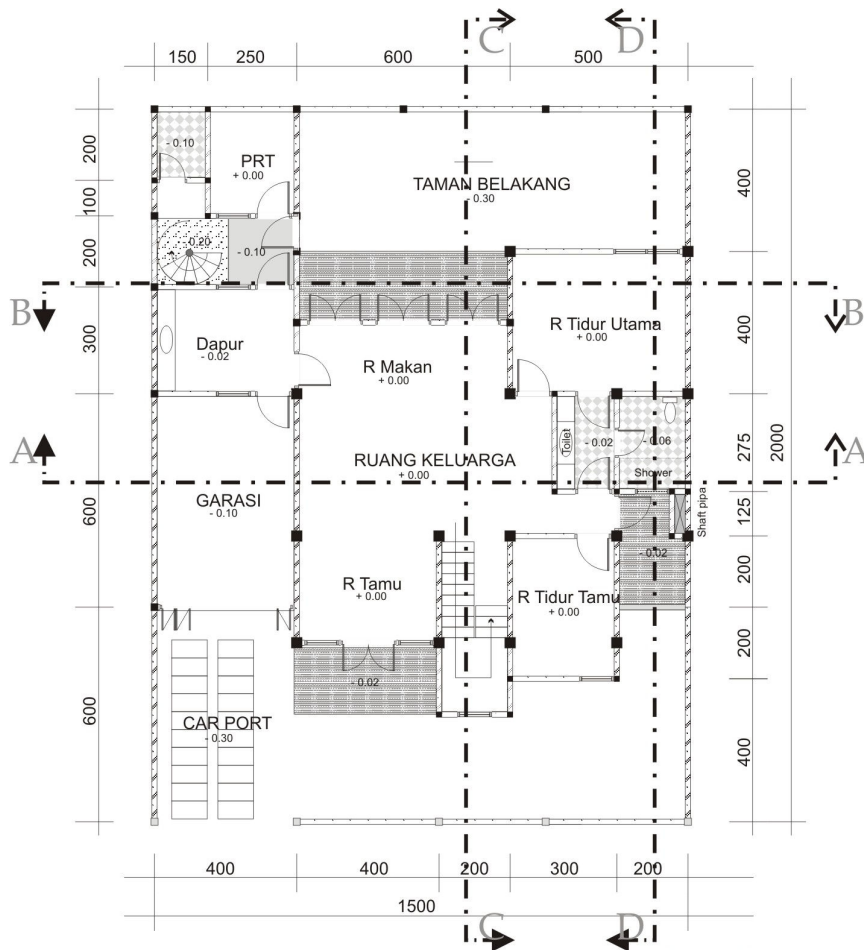 C
D
150
250
600
500
- 0.10
PRT
+ 0.00
TAMAN BELAKANG
- 0.30
200
100
200
300
600
600
400
400
275
125
200
200
400
2000
- 0.20
- 0.10
B
B
Dapur
- 0.02
R Makan
+ 0.00
R Tidur Utama
+ 0.00
A
A
Toilet
- 0.02
- 0.06
Shower
Shaft pipa
RUANG KELUARGA
+ 0.00
GARASI
- 0.10
- 0.02
R Tamu
+ 0.00
R Tidur Tamu
+ 0.00
- 0.02
CAR PORT
- 0.30
400
400
200
300
200
1500
C
D